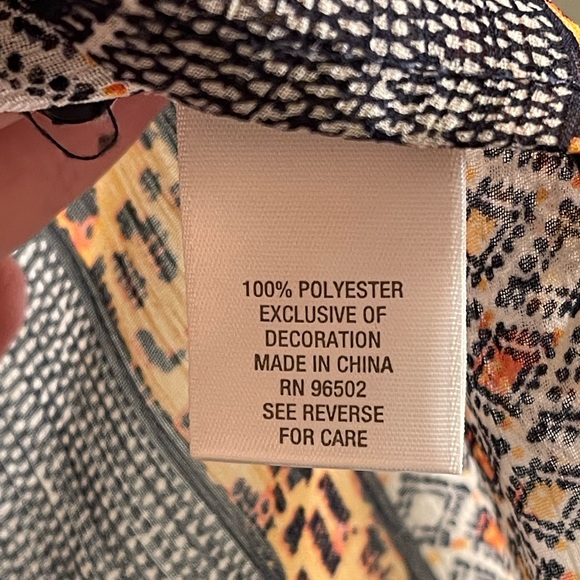 100% POLYESTER
EXCLUSIVE OF
DECORATION
MADE IN CHINA
RN 96502
SEE REVERSE
FOR CARE